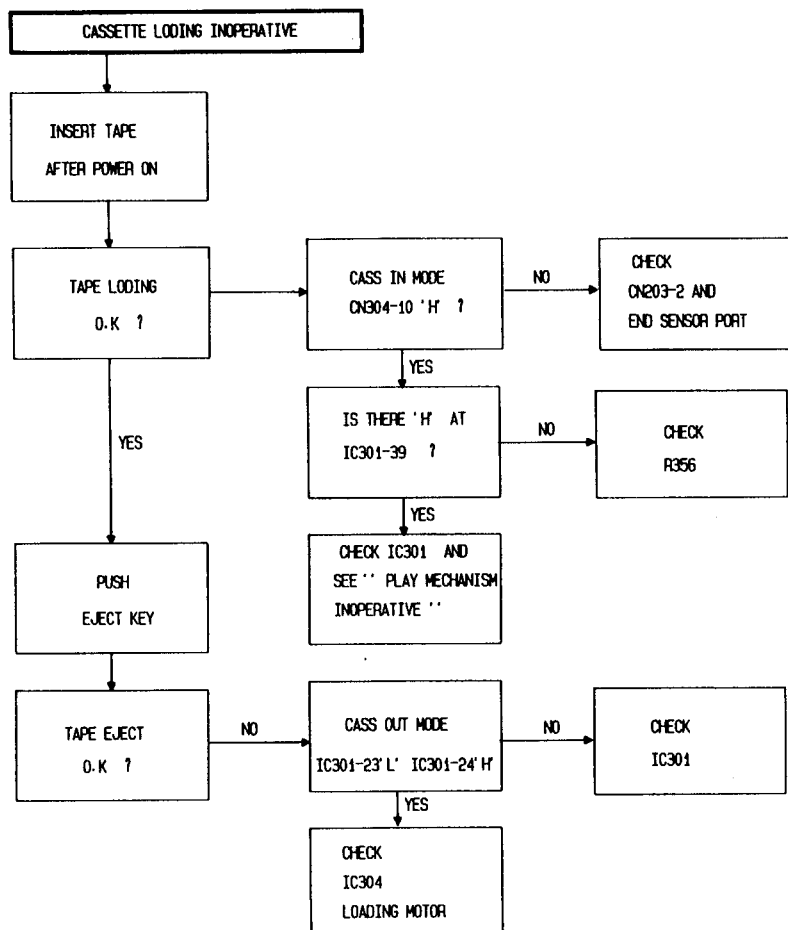 CASSETTE LODING INOPERATIVE
INSERT TAPE
AFTER POWER ON
TAPE LODING
O.K ?
CASS IN MODE
CN304-10 'H' ?
NO
CHECK
CN203-2 AND
END SENSOR PORT
YES
IS THERE 'H' AT
IC301-39 ?
NO
CHECK
R356
YES
YES
CHECK IC301 AND
SEE '' PLAY MECHANISM
INOPERATIVE ''
PUSH
EJECT KEY
TAPE EJECT
O.K ?
NO
CASS OUT MODE
IC301-23'L' IC301-24'H'
NO
CHECK
IC301
YES
CHECK
IC304
LOADING MOTOR